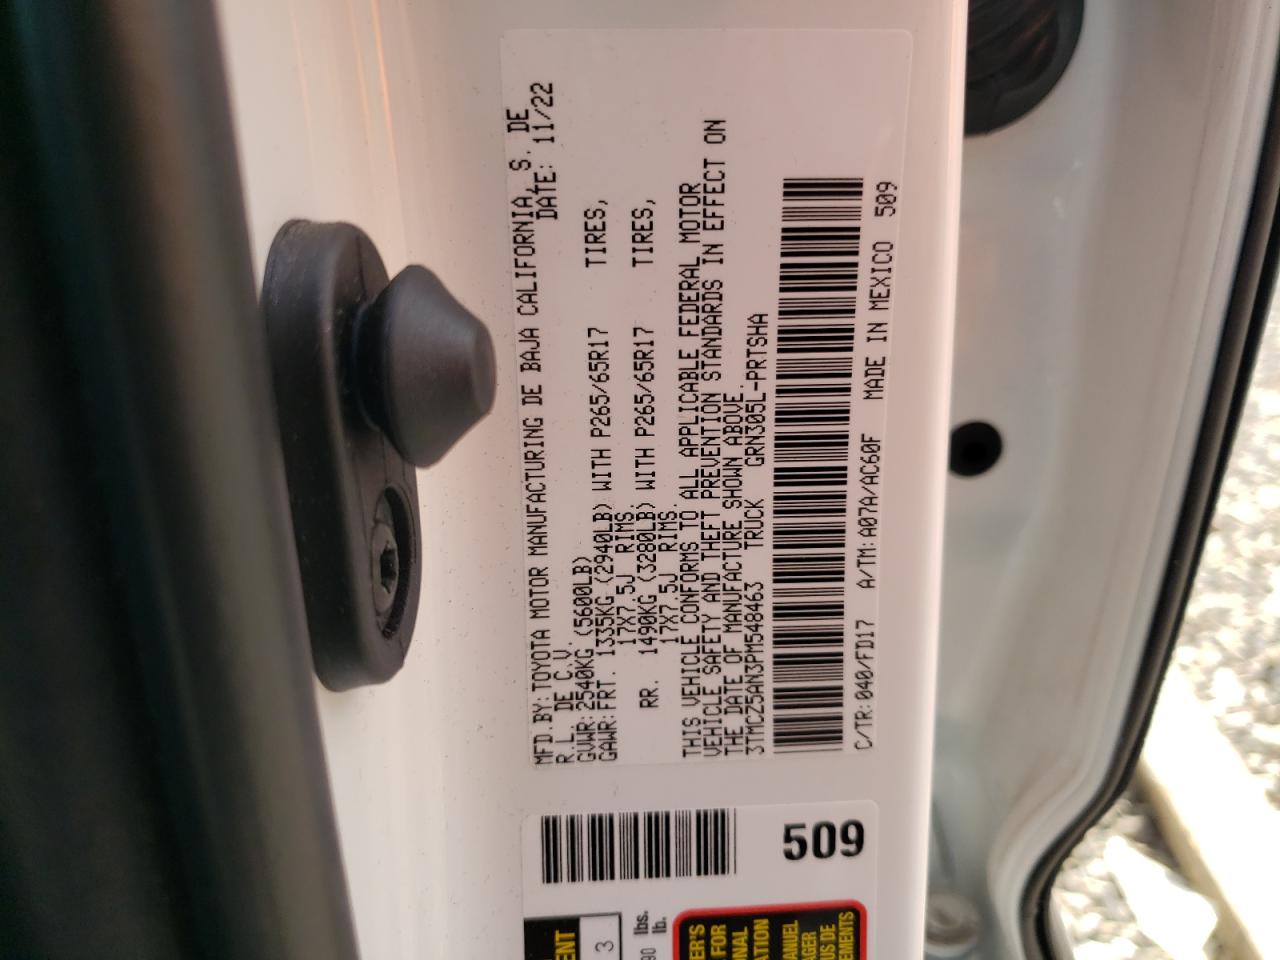 MFD.BY:TOYOTA MOTOR MANUFACTURING DE BAJA CALIFORNIA, S. DE
R.L. DE C.V. DATE: 11/22
GVWR:2540KG (5600LB)
GAWR:FRT. 1335KG (2940LB) WITH P265/65R17 TIRES,
17X7.5J RIMS.
RR. 1490KG (3280LB) WITH P265/65R17 TIRES,
17X7.5J RIMS.
THIS VEHICLE CONFORMS TO ALL APPLICABLE FEDERAL MOTOR
VEHICLE SAFETY AND THEFT PREVENTION STANDARDS IN EFFECT ON
THE DATE OF MANUFACTURE SHOWN ABOVE.
3TMCZ5AN3PM548463 TRUCK GRN305L-PRTSHA
C/TR:040/FD17 A/TM:A07A/AC60F MADE IN MEXICO 509
509
3
lbs.
lb.
FOR